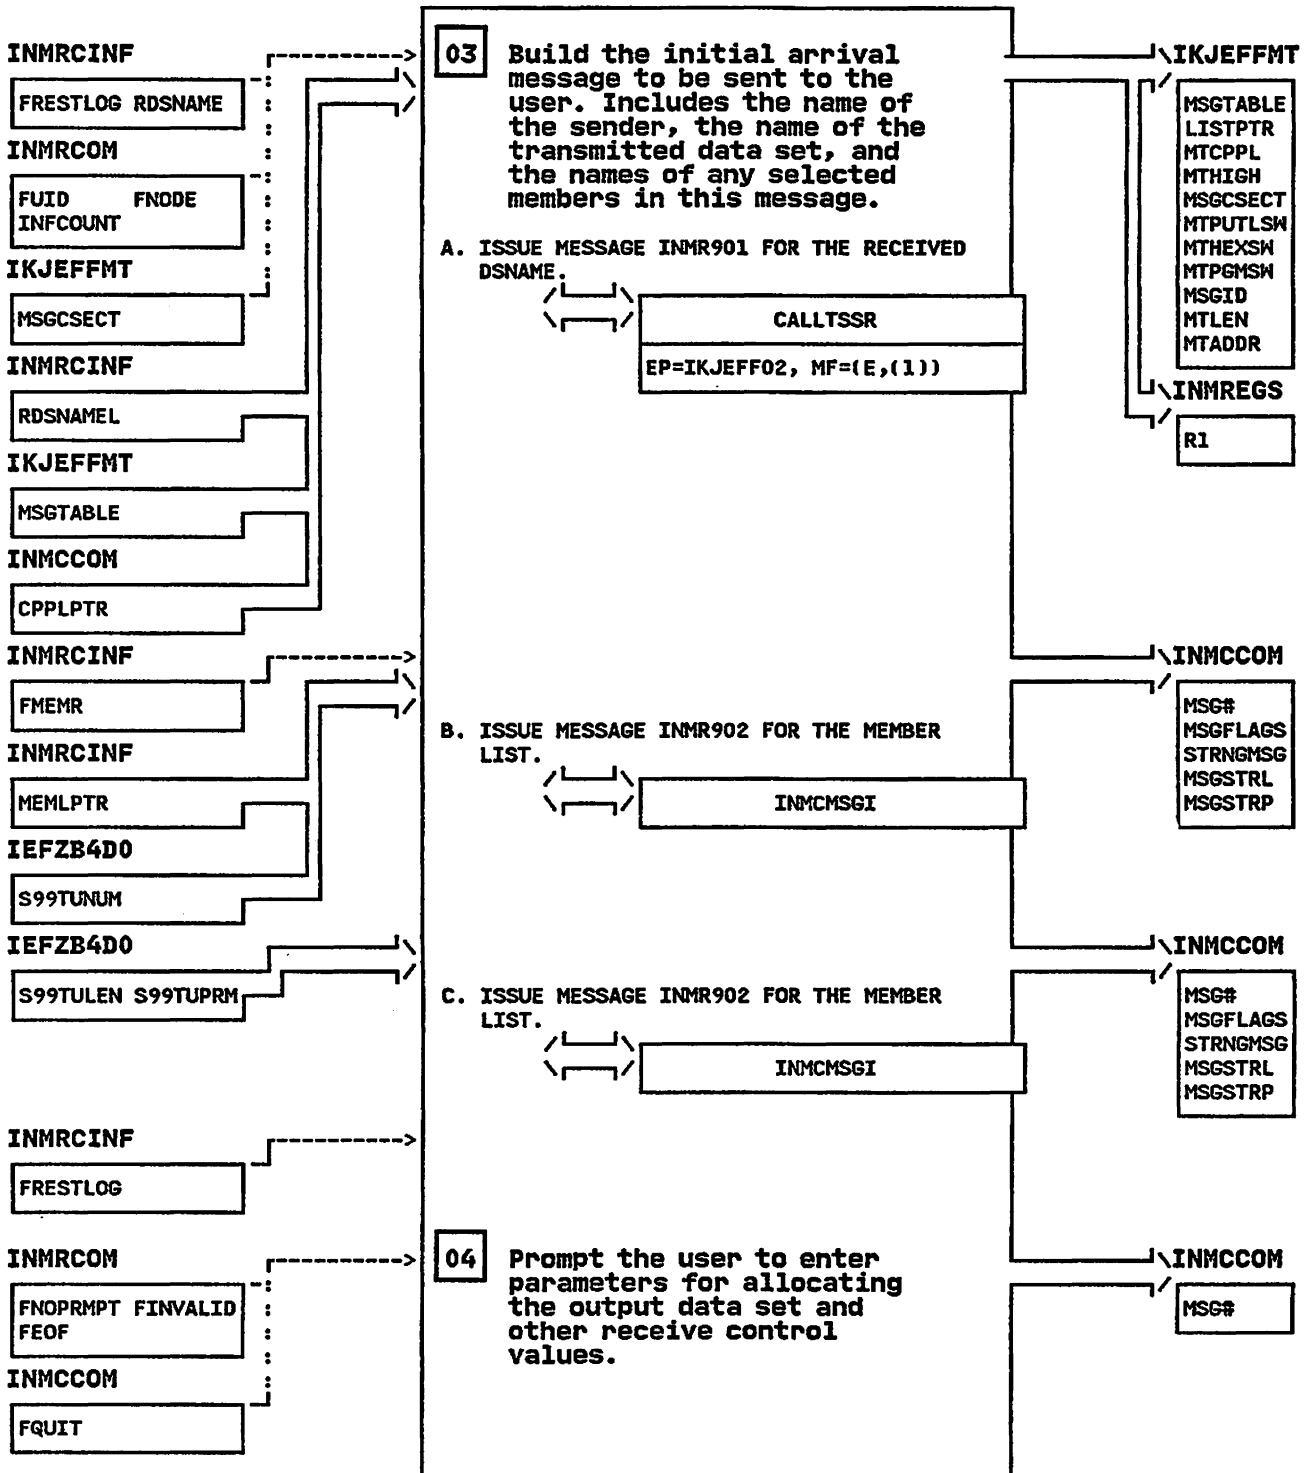 INMRCINF
FRESTLOG RDSNAME
INMRCOM
FUID FNODE
INFCOUNT
IKJEFFMT
MSGCSECT
INMRCINF
RDSNAMEL
IKJEFFMT
MSGTABLE
INMCCOM
CPPLPTR
INMRCINF
FMEMR
INMRCINF
MEMLPTR
IEFZB4D0
S99TUNUM
IEFZB4D0
S99TULEN S99TUPRM
INMRCINF
FRESTLOG
INMRCOM
FNOPRMPT FINVALID
FEOF
INMCCOM
FQUIT
03 Build the initial arrival
message to be sent to the
user. Includes the name of
the sender, the name of the
transmitted data set, and
the names of any selected
members in this message.
A. ISSUE MESSAGE INMR901 FOR THE RECEIVED
DSNAME.
CALLTSSR
EP=IKJEFF02, MF=(E,(1))
B. ISSUE MESSAGE INMR902 FOR THE MEMBER
LIST.
INMCMSGI
C. ISSUE MESSAGE INMR902 FOR THE MEMBER
LIST.
INMCMSGI
04 Prompt the user to enter
parameters for allocating
the output data set and
other receive control
values.
IKJEFFMT
MSGTABLE
LISTPTR
MTCPPL
MTHIGH
MSGCSECT
MTPUTLSW
MTHEXSW
MTPGMSW
MSGID
MTLEN
MTADDR
INMREGS
R1
INMCCOM
MSG#
MSGFLAGS
STRNGMSG
MSGSTRL
MSGSTRP
INMCCOM
MSG#
MSGFLAGS
STRNGMSG
MSGSTRL
MSGSTRP
INMCCOM
MSG#